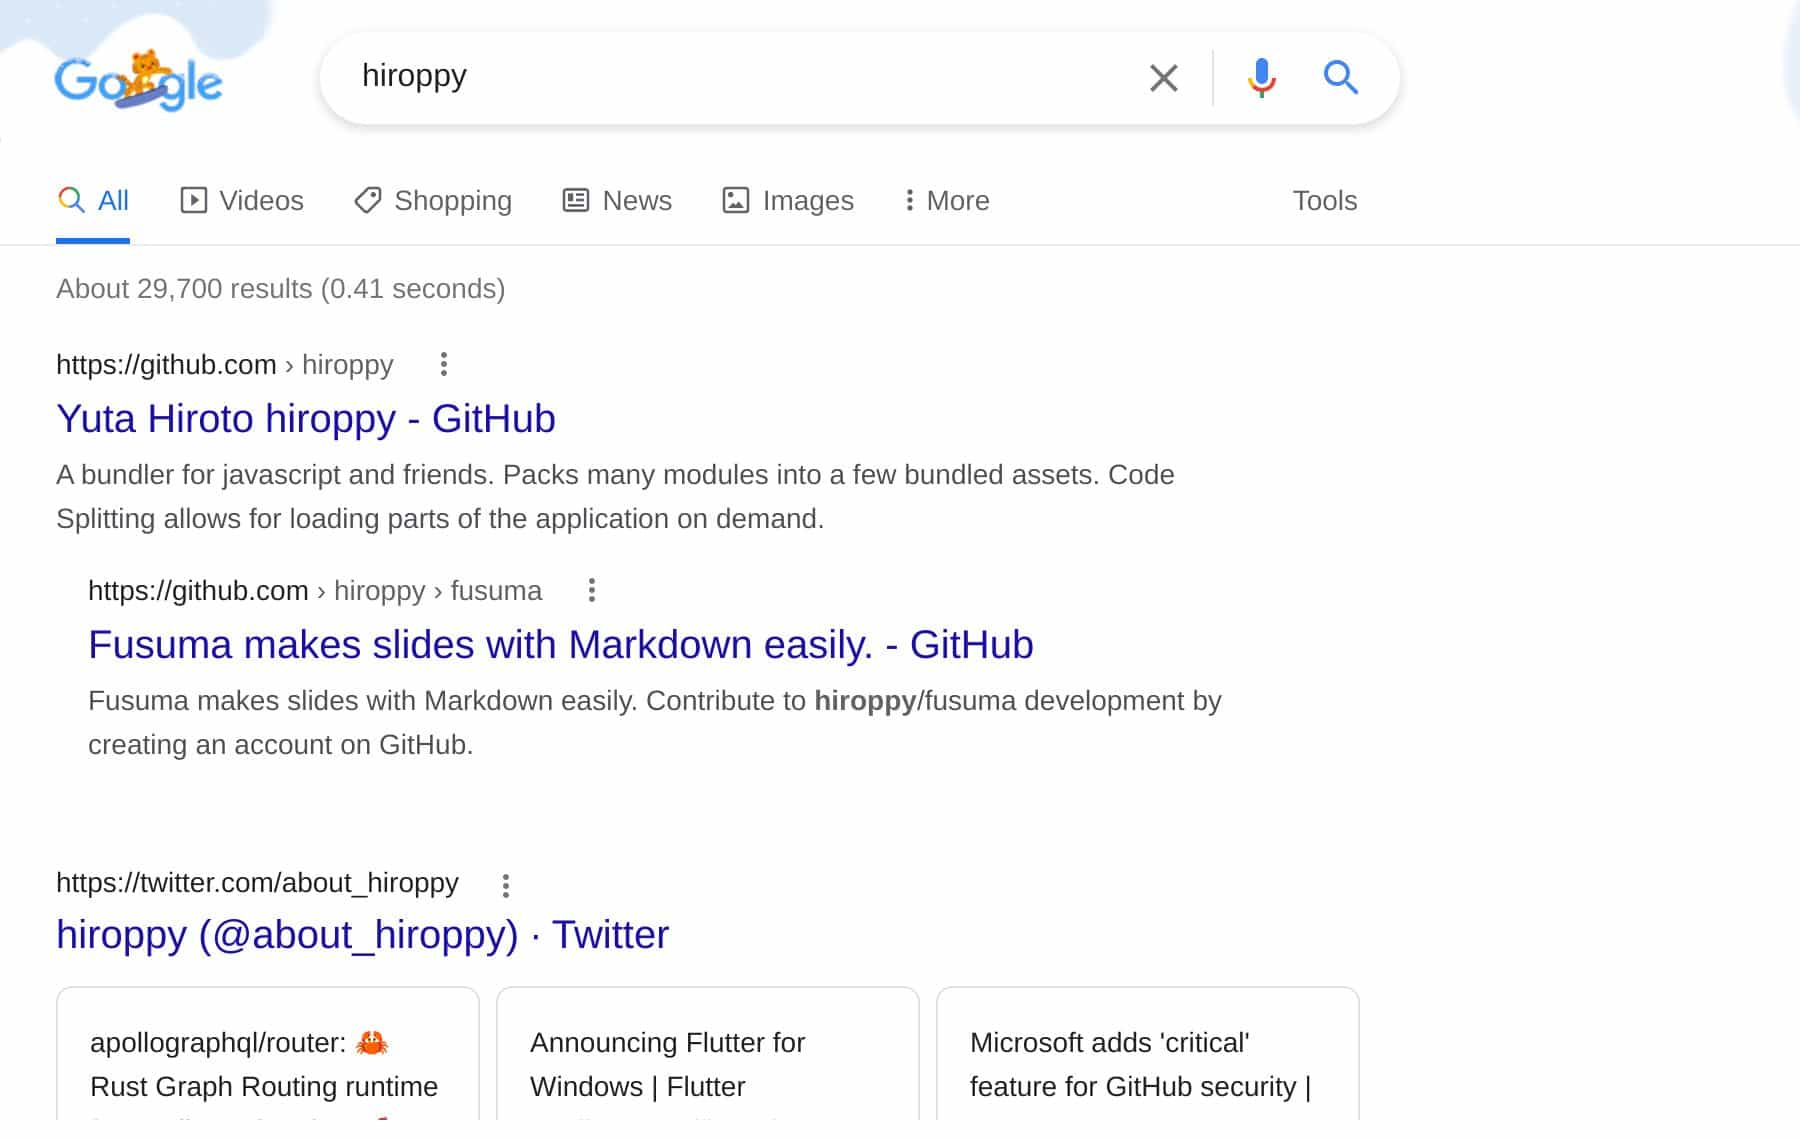 Google
hiroppy
All Videos Shopping News Images More Tools
About 29,700 results (0.41 seconds)
https://github.com › hiroppy
Yuta Hiroto hiroppy - GitHub
A bundler for javascript and friends. Packs many modules into a few bundled assets. Code
Splitting allows for loading parts of the application on demand.
https://github.com › hiroppy › fusuma
Fusuma makes slides with Markdown easily. - GitHub
Fusuma makes slides with Markdown easily. Contribute to hiroppy/fusuma development by
creating an account on GitHub.
https://twitter.com/about_hiroppy
hiroppy (@about_hiroppy) · Twitter
apollographql/router: 🦀
Rust Graph Routing runtime
Announcing Flutter for
Windows | Flutter
Microsoft adds 'critical'
feature for GitHub security |